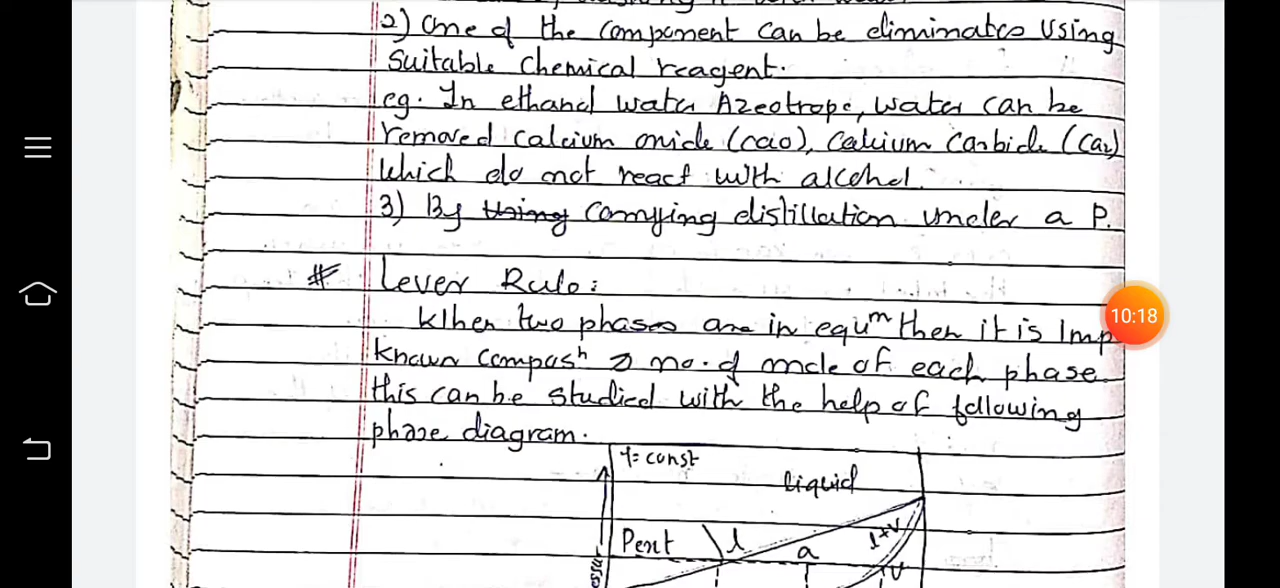 2) One of the component can be eliminates using
suitable chemical reagent.
eg. In ethanol water Azeotrope, water can be
removed calcium oxide (cao), Calcium Carbide (Ca2)
which do not react with alcohol.
3) By Using Carrying distillation under a P.
# Lever Rule:
When two phases are in equm then it is Imp
known compos^n & no. of mole of each phase
this can be studied with the help of following
phase diagram.
T= const
liquid
Pext
l
a
l+V
V
10:18